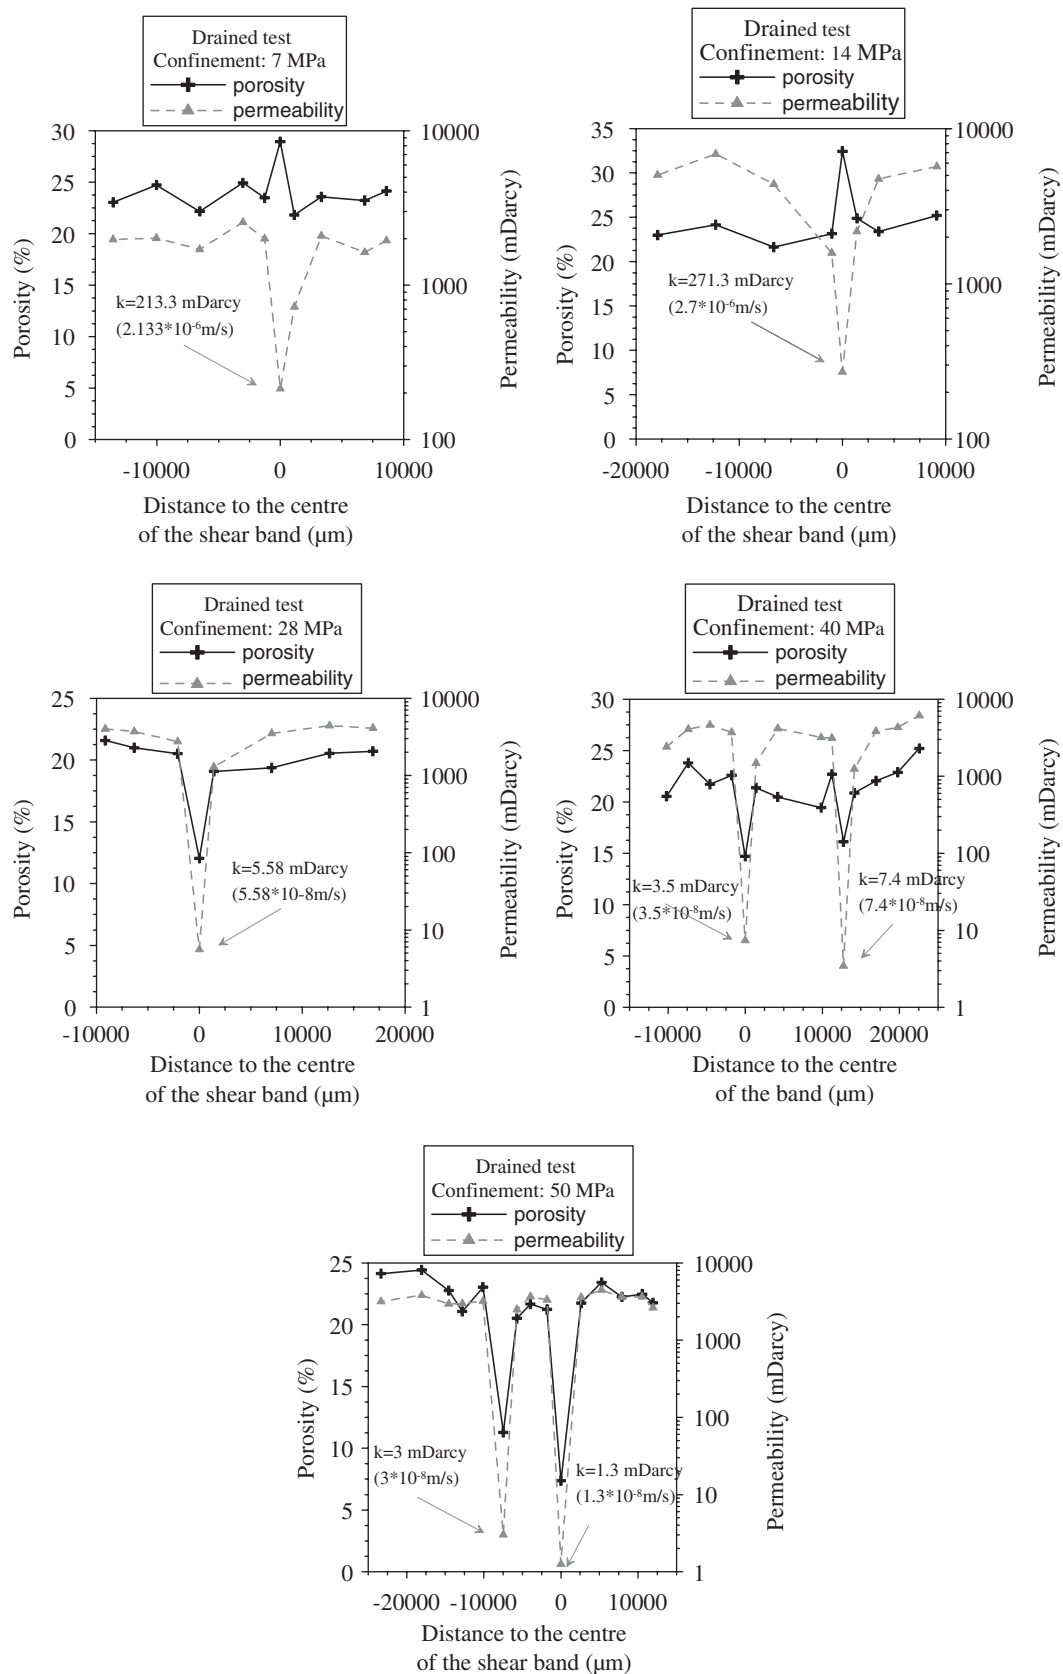 Drained test
Confinement: 7 MPa
porosity
permeability
30
25
20
15
10
5
0
10000
1000
100
-10000
0
10000
Porosity (%)
Permeability (mDarcy)
k=213.3 mDarcy
(2.133*10-6m/s)
Distance to the centre
of the shear band (µm)
Drained test
Confinement: 14 MPa
porosity
permeability
35
30
25
20
15
10
5
0
10000
1000
100
-20000
-10000
0
10000
Porosity (%)
Permeability (mDarcy)
k=271.3 mDarcy
(2.7*10-6m/s)
Distance to the centre
of the shear band (µm)
Drained test
Confinement: 28 MPa
porosity
permeability
25
20
15
10
5
0
10000
1000
100
10
1
-10000
0
10000
20000
Porosity (%)
Permeability (mDarcy)
k=5.58 mDarcy
(5.58*10-8m/s)
Distance to the centre
of the shear band (µm)
Drained test
Confinement: 40 MPa
porosity
permeability
30
25
20
15
10
5
0
10000
1000
100
10
1
-10000
0
10000
20000
Porosity (%)
Permeability (mDarcy)
k=3.5 mDarcy
(3.5*10-8m/s)
k=7.4 mDarcy
(7.4*10-8m/s)
Distance to the centre
of the band (µm)
Drained test
Confinement: 50 MPa
porosity
permeability
25
20
15
10
5
0
10000
1000
100
10
1
-20000
-10000
0
10000
Porosity (%)
Permeability (mDarcy)
k=3 mDarcy
(3*10-8m/s)
k=1.3 mDarcy
(1.3*10-8m/s)
Distance to the centre
of the shear band (µm)